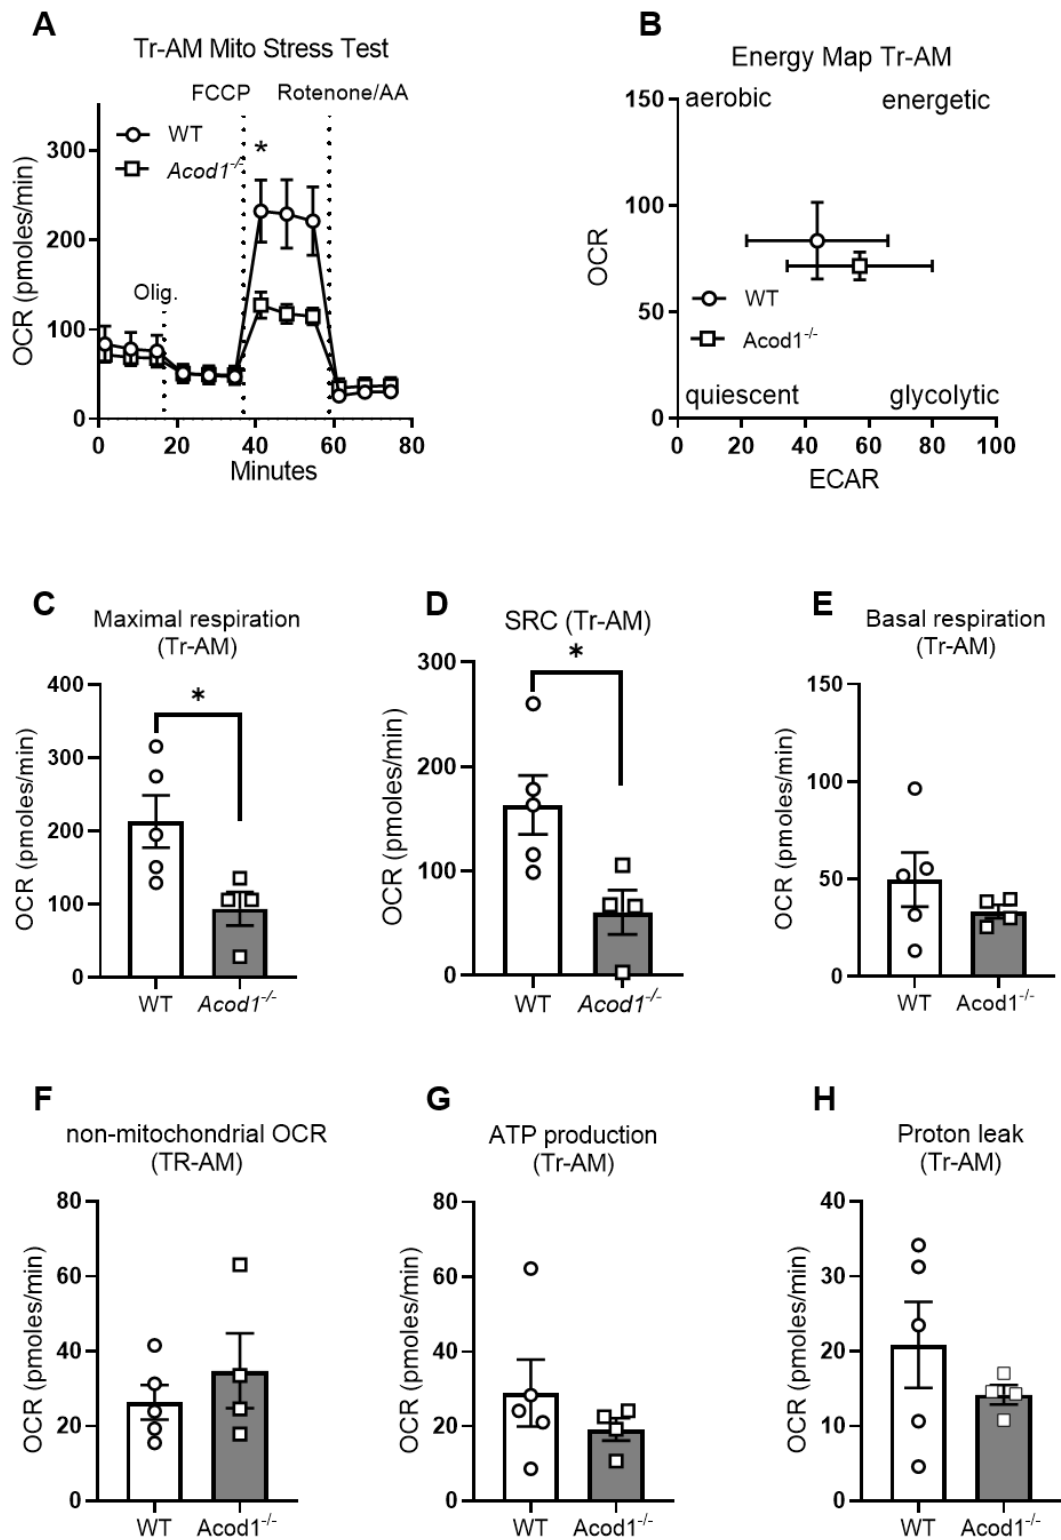 A
Tr-AM Mito Stress Test
FCCP
Rotenone/AA
WT
Acod1-/-
*
Olig.
OCR (pmoles/min)
300
200
100
0
0 20 40 60 80
Minutes
B
Energy Map Tr-AM
aerobic
energetic
OCR
150
100
50
0
WT
Acod1-/-
quiescent
glycolytic
0 20 40 60 80 100
ECAR
C
Maximal respiration
(Tr-AM)
*
OCR (pmoles/min)
400
300
200
100
0
WT Acod1-/-
D
SRC (Tr-AM)
*
OCR (pmoles/min)
300
200
100
0
WT Acod1-/-
E
Basal respiration
(Tr-AM)
OCR (pmoles/min)
150
100
50
0
WT Acod1-/-
F
non-mitochondrial OCR
(TR-AM)
OCR (pmoles/min)
80
60
40
20
0
WT Acod1-/-
G
ATP production
(Tr-AM)
OCR (pmoles/min)
80
60
40
20
0
WT Acod1-/-
H
Proton leak
(Tr-AM)
OCR (pmoles/min)
40
30
20
10
0
WT Acod1-/-